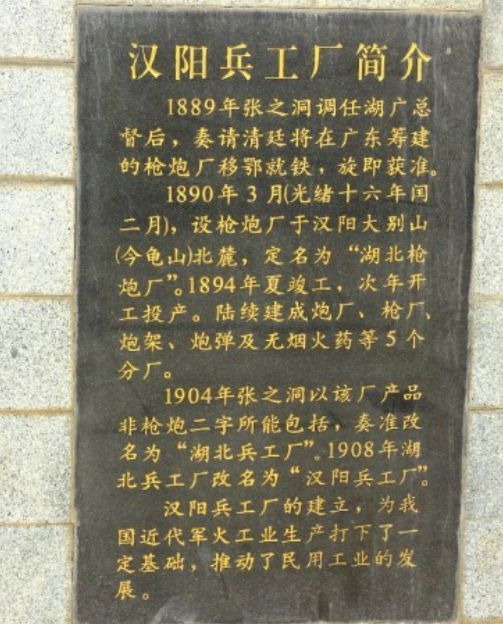 汉阳兵工厂简介
1889年张之洞调任湖广总
督后，奏请清廷将在广东筹建
的枪炮厂移鄂就铁，旋即获准。
1890年3月(光绪十六年闰
二月)，设枪炮厂于汉阳大别山
(今龟山)北麓，定名为“湖北枪
炮厂”。1894年夏竣工，次年开
工投产。陆续建成炮厂、枪厂、
炮架、炮弹及无烟火药等5个
分厂。
1904年张之洞以该厂产品
非枪炮二字所能包括，奏准改
名为“湖北兵工厂”。1908年湖
北兵工厂改名为“汉阳兵工厂”。
汉阳兵工厂的建立，为我
国近代军火工业生产打下了一
定基础，推动了民用工业的发
展。